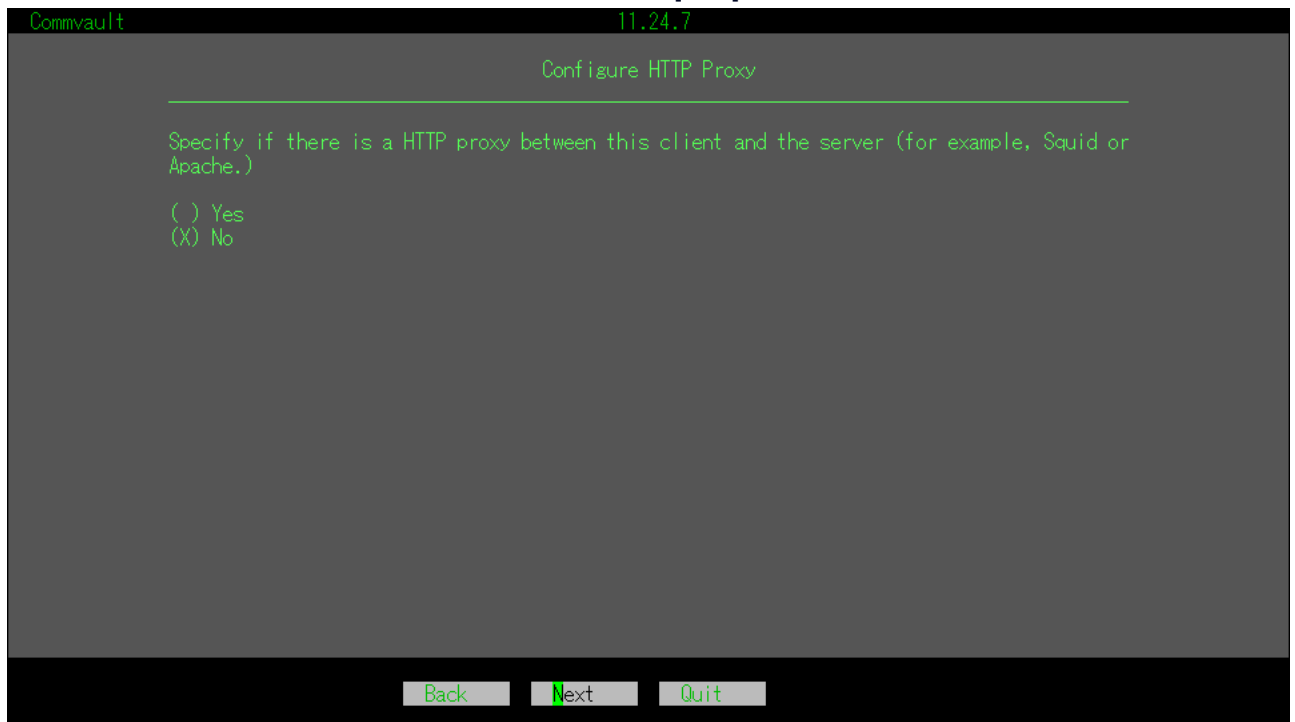 Commvault 11.24.7
Configure HTTP Proxy
Specify if there is a HTTP proxy between this client and the server (for example, Squid or
Apache.)
( ) Yes
(X) No
Back Next Quit